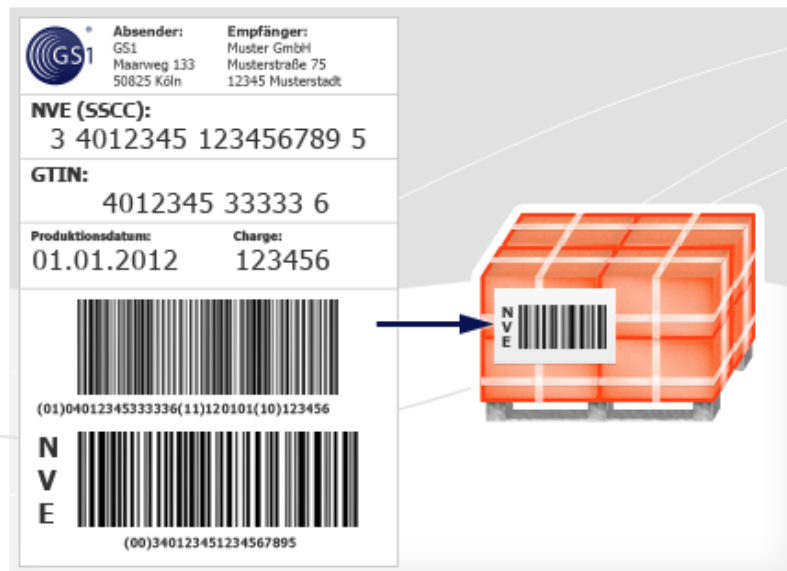 GS1
Absender:
GS1
Maarweg 133
50825 Köln
Empfänger:
Muster GmbH
Musterstraße 75
12345 Musterstadt
NVE (SSCC):
3 4012345 123456789 5
GTIN:
4012345 33333 6
Produktionsdatum: Charge:
01.01.2012 123456
(01)04012345333336(11)120101(10)123456
N
V
E
(00)340123451234567895
N
V
E